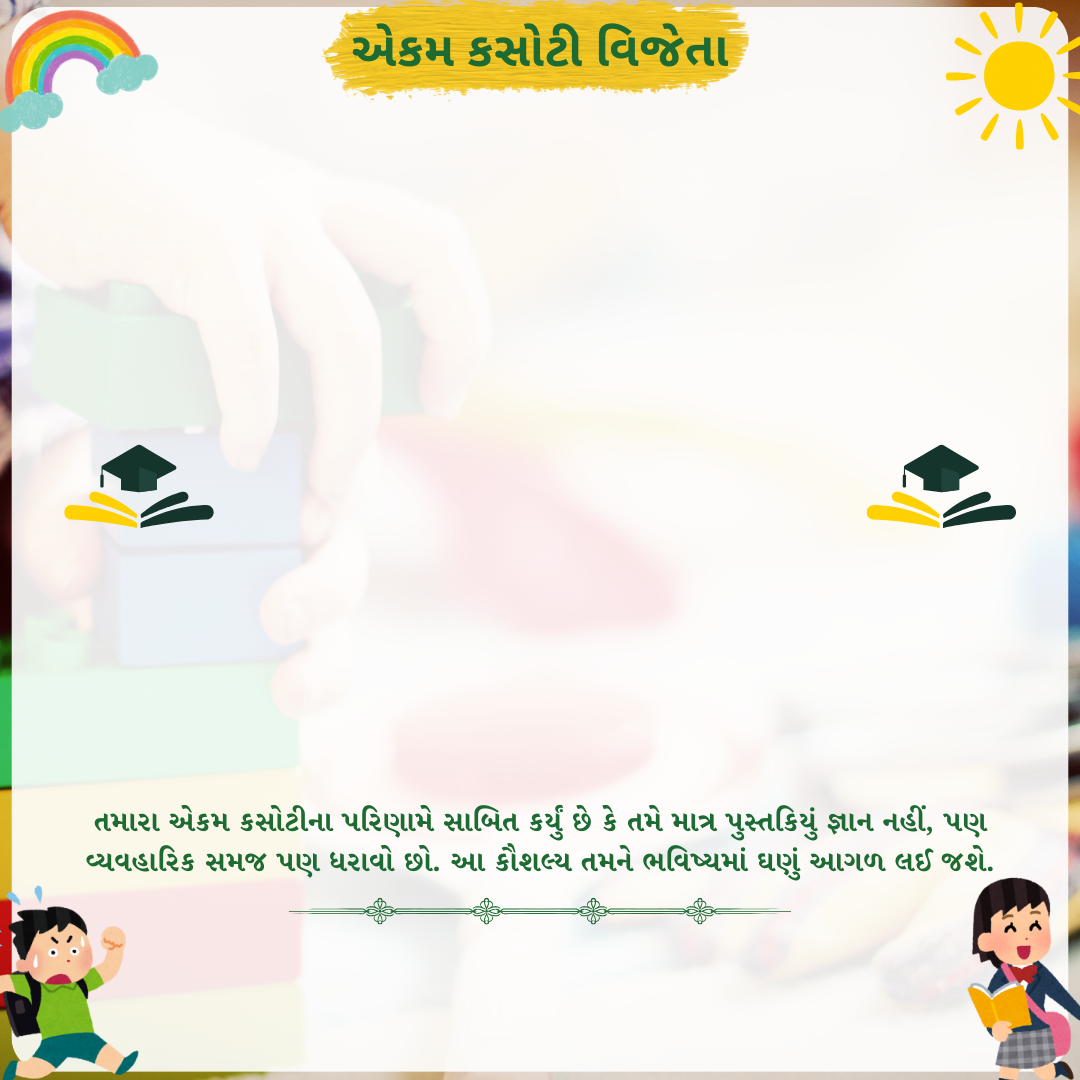 એકમ કસોટી વિજેતા
તમારા એકમ કસોટીના પરિણામે સાબિત કર્યું છે કે તમે માત્ર પુસ્તકિયું જ્ઞાન નહીં, પણ
વ્યવહારિક સમજ પણ ધરાવો છો. આ કૌશલ્ય તમને ભવિષ્યમાં ઘણું આગળ લઈ જશે.